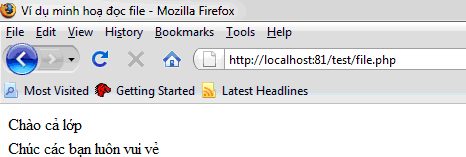 Ví dụ minh hoạ đọc file - Mozilla Firefox
File Edit View History Bookmarks Tools Help
http://localhost:81/test/file.php
Most Visited Getting Started Latest Headlines
Chào cả lớp
Chúc các bạn luôn vui vẻ